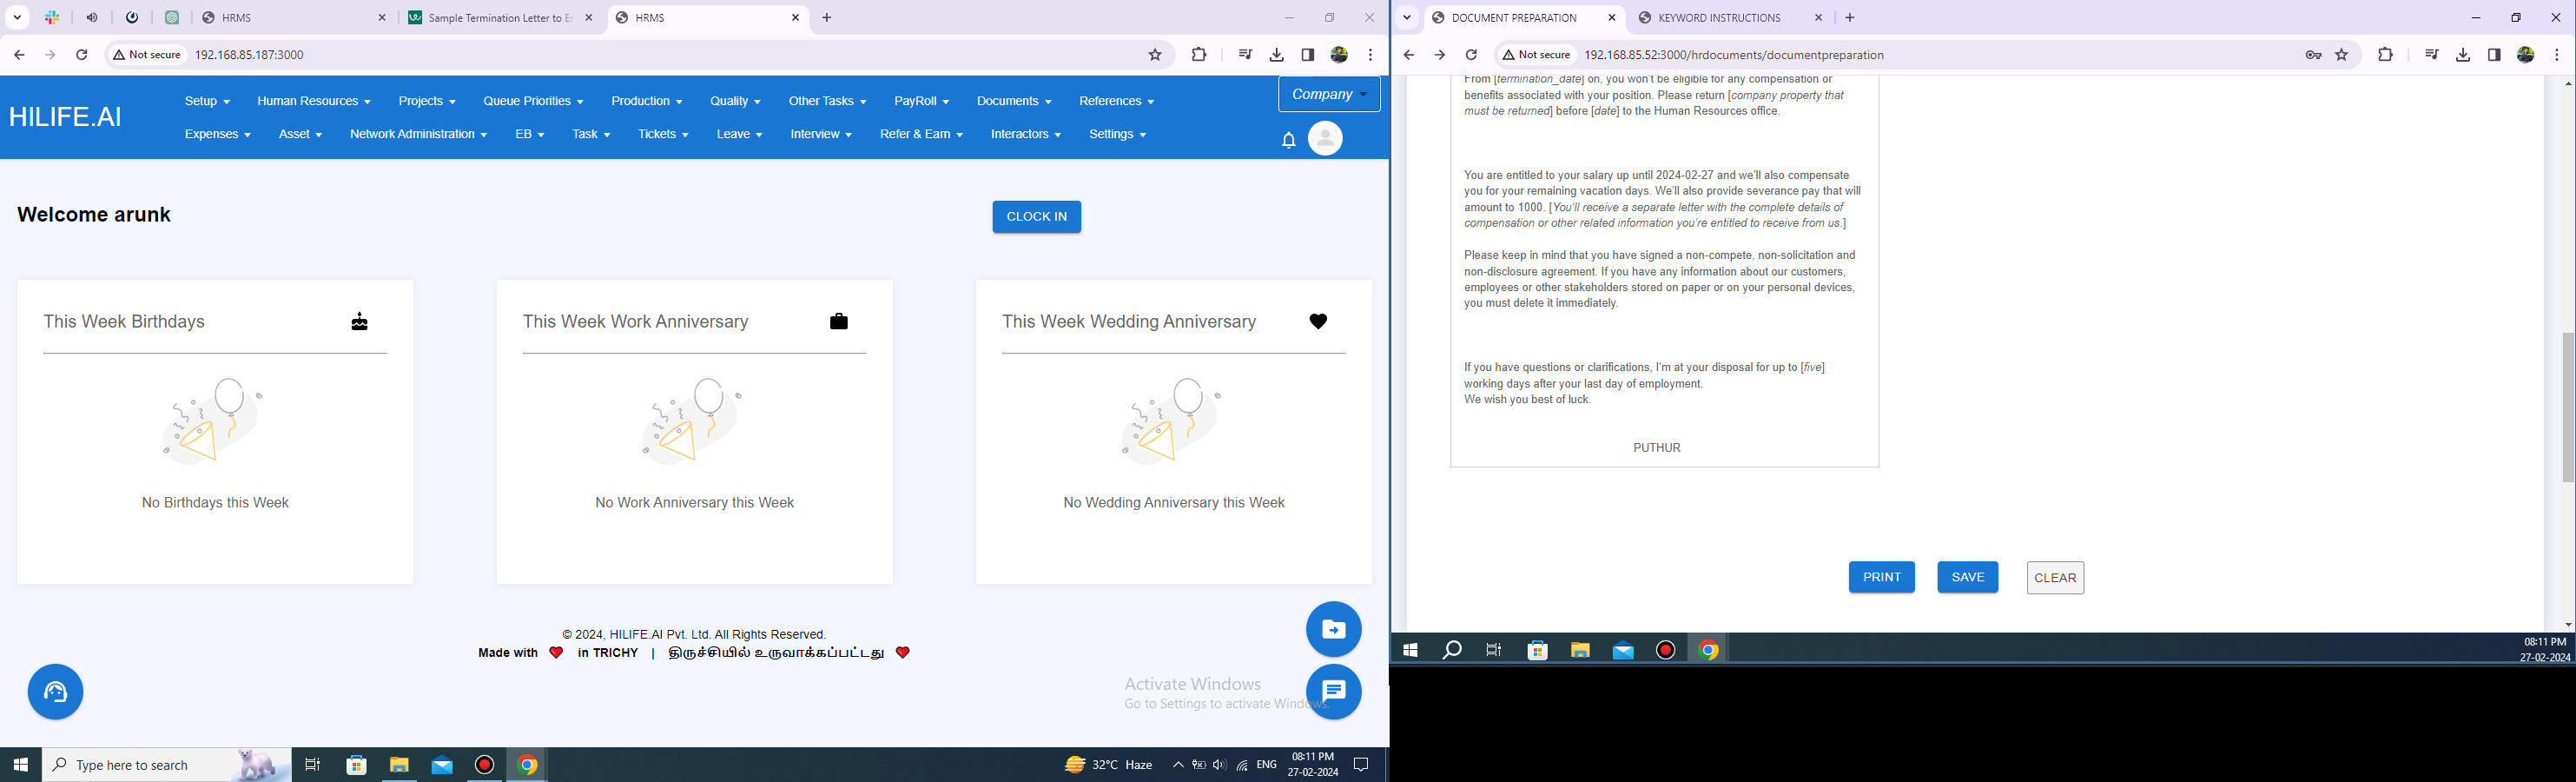 HRMS
Sample Termination Letter to E
HRMS
Not secure 192.168.85.187:3000
HILIFE.AI
Setup Human Resources Projects Queue Priorities Production Quality Other Tasks PayRoll Documents References
Company
Expenses Asset Network Administration EB Task Tickets Leave Interview Refer & Earn Interactors Settings
Welcome arunk
CLOCK IN
This Week Birthdays
No Birthdays this Week
This Week Work Anniversary
No Work Anniversary this Week
This Week Wedding Anniversary
No Wedding Anniversary this Week
© 2024, HILIFE.AI Pvt. Ltd. All Rights Reserved.
Made with in TRICHY | திருச்சியில் உருவாக்கப்பட்டது
Activate Windows
Go to Settings to activate Windows.
Type here to search
32°C Haze
ENG
08:11 PM
27-02-2024
DOCUMENT PREPARATION
KEYWORD INSTRUCTIONS
Not secure 192.168.85.52:3000/hrdocuments/documentpreparation
From [termination_date] on, you won't be eligible for any compensation or
benefits associated with your position. Please return [company property that
must be returned] before [date] to the Human Resources office.
You are entitled to your salary up until 2024-02-27 and we'll also compensate
you for your remaining vacation days. We'll also provide severance pay that will
amount to 1000. [You'll receive a separate letter with the complete details of
compensation or other related information you're entitled to receive from us.]
Please keep in mind that you have signed a non-compete, non-solicitation and
non-disclosure agreement. If you have any information about our customers,
employees or other stakeholders stored on paper or on your personal devices,
you must delete it immediately.
If you have questions or clarifications, I'm at your disposal for up to [five]
working days after your last day of employment.
We wish you best of luck.
PUTHUR
PRINT
SAVE
CLEAR
08:11 PM
27-02-2024